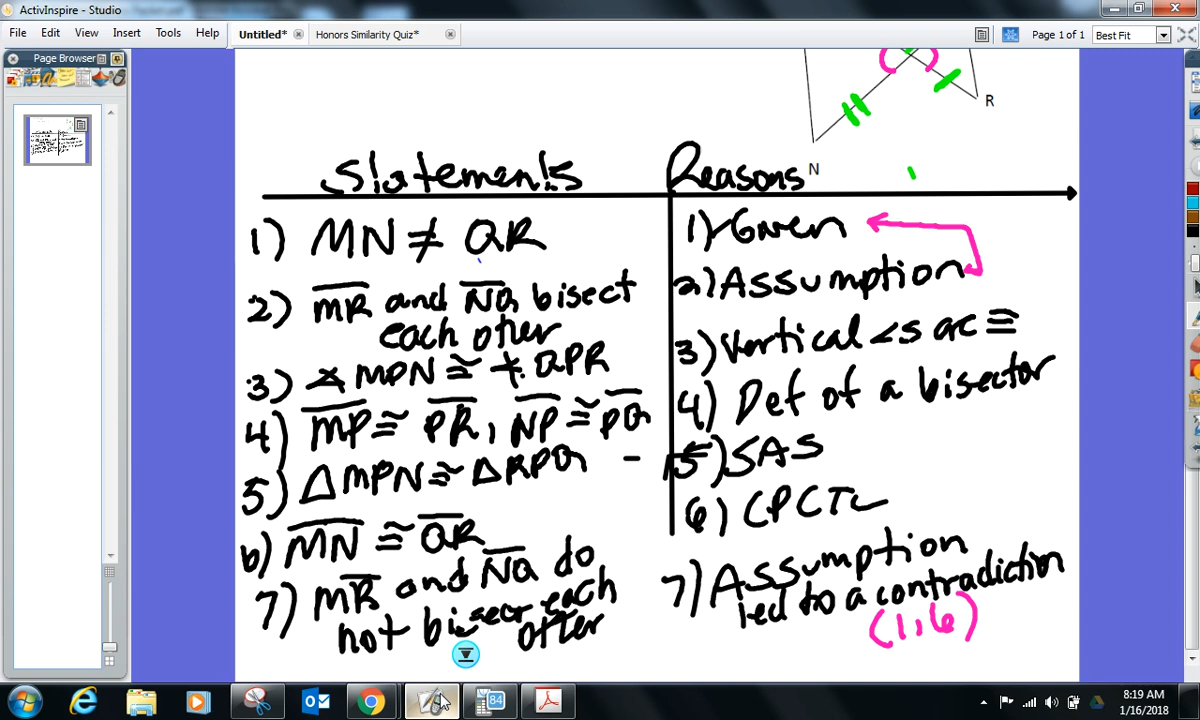 ActivInspire - Studio
File Edit View Insert Tools Help
Untitled* Honors Similarity Quiz*
Page 1 of 1 Best Fit
Page Browser
R
N
Statements Reasons
1) MN ≠ QR 1) Given
2) MR and NQ bisect each other 2) Assumption
3) ∡ MPN ≅ ∡ QPR 3) Vertical <s are ≅
4) MP ≅ PR, NP ≅ PQ 4) Def of a bisector
5) △MPN ≅ △RPQ 5) SAS
6) MN ≅ QR 6) CPCTC
7) MR and NQ do not bisect each other 7) Assumption led to a contradiction
(1,6)
84
8:19 AM
1/16/2018